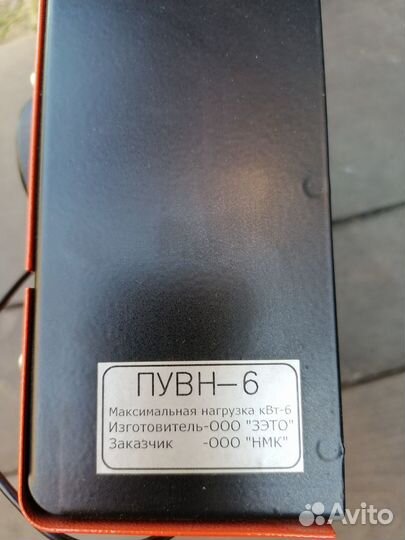 ПУВН-6
Максимальная нагрузка кВт-6
Изготовитель-ООО "ЗЭТО"
Заказчик -ООО "НМК"
Avito